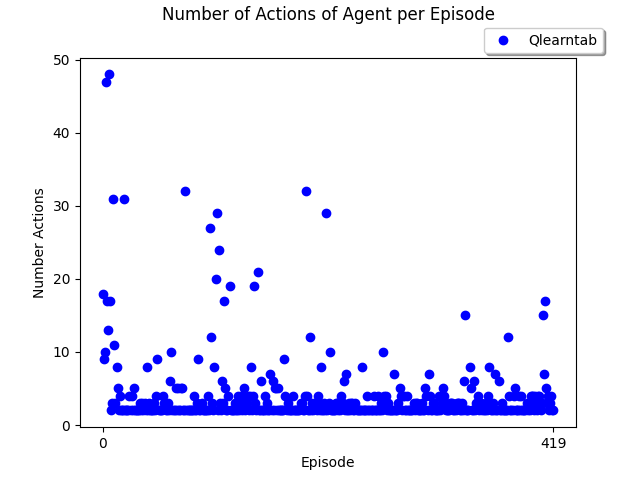 Number of Actions of Agent per Episode
Qlearntab
50
40
30
20
10
0
Number Actions
0 419
Episode